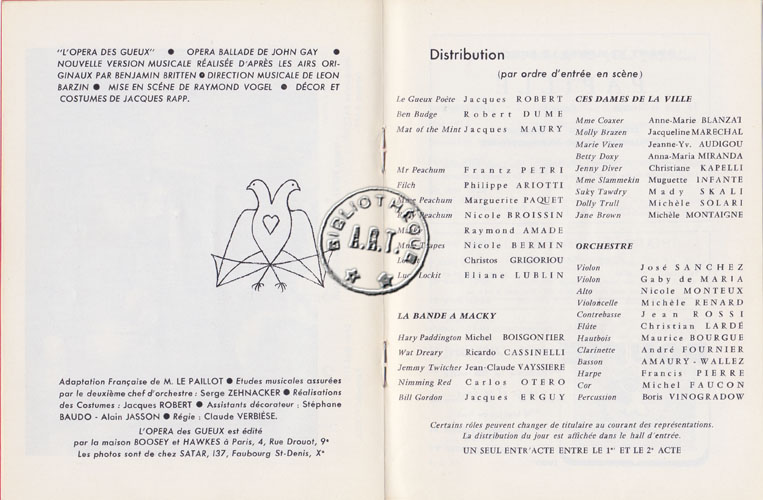 "L'OPERA DES GUEUX" ● OPERA BALLADE DE JOHN GAY ●
NOUVELLE VERSION MUSICALE RÉALISÉE D'APRÈS LES AIRS ORI-
GINAUX PAR BENJAMIN BRITTEN ● DIRECTION MUSICALE DE LEON
BARZIN ● MISE EN SCÈNE DE RAYMOND VOGEL ● DÉCOR ET
COSTUMES DE JACQUES RAPP.
Adaptation Française de M. LE PAILLOT ● Etudes musicales assurées
par le deuxième chef d'orchestre : Serge ZEHNACKER ● Réalisations
des Costumes : Jacques ROBERT ● Assistants décorateur : Stéphane
BAUDO - Alain JASSON ● Régie : Claude VERBIÈSE.
L'OPERA des GUEUX est édité
par la maison BOOSEY et HAWKES à Paris, 4, Rue Drouot, 9e
Les photos sont de chez SATAR, 137, Faubourg St-Denis, Xe
BIBLIOTHÈQUE
A.R.T.
Distribution
(par ordre d'entrée en scène)
Le Gueux Poète Jacques ROBERT
Ben Budge Robert DUME
Mat of the Mint Jacques MAURY
Mr Peachum Frantz PETRI
Filch Philippe ARIOTTI
Peachum Marguerite PAQUET
Peachum Nicole BROISSIN
Raymond AMADE
Nicole BERMIN
Christos GRIGORIOU
Lockit Eliane LUBLIN
LA BANDE A MACKY
Hary Paddington Michel BOISGONTIER
Wat Dreary Ricardo CASSINELLI
Jemmy Twitcher Jean-Claude VAYSSIERE
Nimming Red Carlos OTERO
Bill Gordon Jacques ERGUY
CES DAMES DE LA VILLE
Mme Coaxer Anne-Marie BLANZAT
Molly Brazen Jacqueline MARECHAL
Marie Vixen Jeanne-Yv. AUDIGOU
Betty Doxy Anna-Maria MIRANDA
Jenny Diver Christiane KAPELLI
Mme Slammekin Muguette INFANTE
Suky Tawdry Mady SKALI
Dolly Trull Michèle SOLARI
Jane Brown Michèle MONTAIGNE
ORCHESTRE
Violon José SANCHEZ
Violon Gaby de MARIA
Alto Nicole MONTEUX
Violoncelle Michèle RENARD
Contrebasse Jean ROSSI
Flûte Christian LARDÉ
Hautbois Maurice BOURGUE
Clarinette André FOURNIER
Basson AMAURY - WALLEZ
Harpe Francis PIERRE
Cor Michel FAUCON
Percussion Boris VINOGRADOW
Certains rôles peuvent changer de titulaire au courant des représentations.
La distribution du jour est affichée dans le hall d'entrée.
UN SEUL ENTR'ACTE ENTRE LE 1er ET LE 2e ACTE